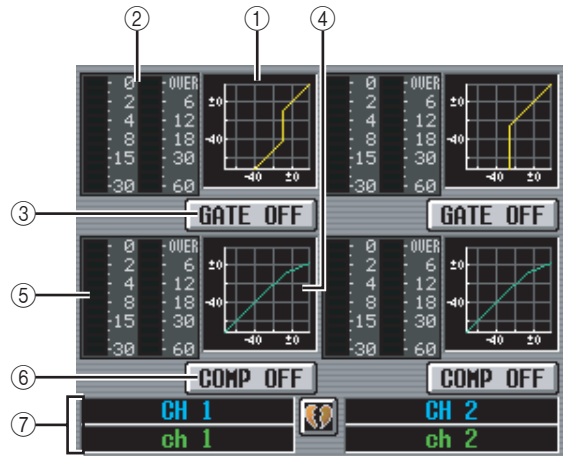 ② ① ④
0 OVER 0 OVER
2 6 ±0 2 6 ±0
4 12 4 12
8 18 -40 8 18 -40
15 30 15 30
30 60 -40 ±0 30 60 -40 ±0
③ GATE OFF GATE OFF
0 OVER 0 OVER
2 6 ±0 2 6 ±0
4 12 4 12
⑤ 8 18 -40 8 18 -40
15 30 15 30
30 60 -40 ±0 30 60 -40 ±0
⑥ COMP OFF COMP OFF
⑦ CH 1 CH 2
ch 1 ch 2